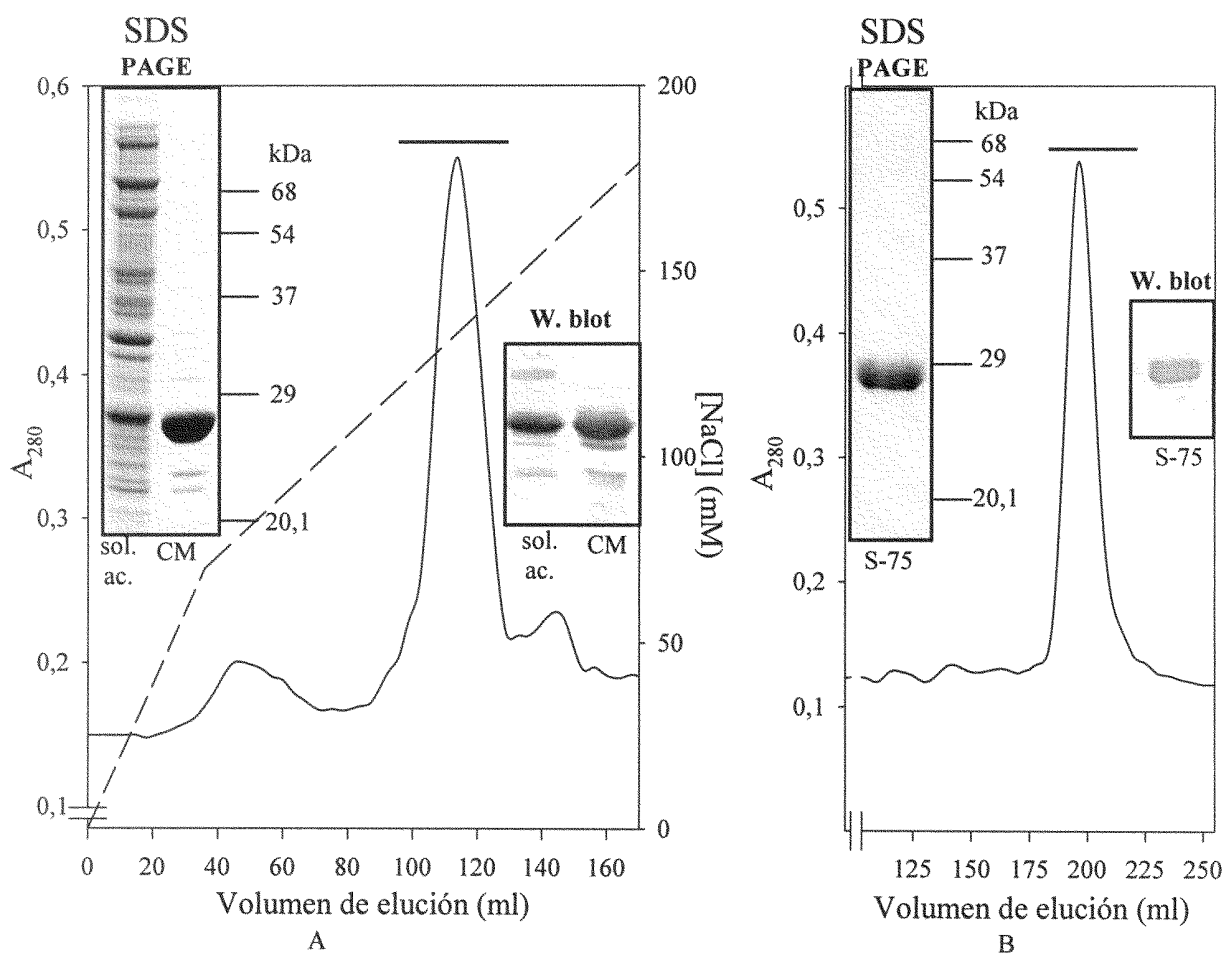 SDS
PAGE
0,6
0,5
0,4
0,3
0,2
0,1
A280
kDa
68
54
37
29
20,1
sol.
ac.
CM
W. blot
sol.
ac.
CM
200
150
100
50
0
[NaCl] (mM)
0 20 40 60 80 100 120 140 160
Volumen de elución (ml)
A
SDS
PAGE
0,5
0,4
0,3
0,2
0,1
A280
kDa
68
54
37
29
20,1
S-75
W. blot
S-75
125 150 175 200 225 250
Volumen de elución (ml)
B